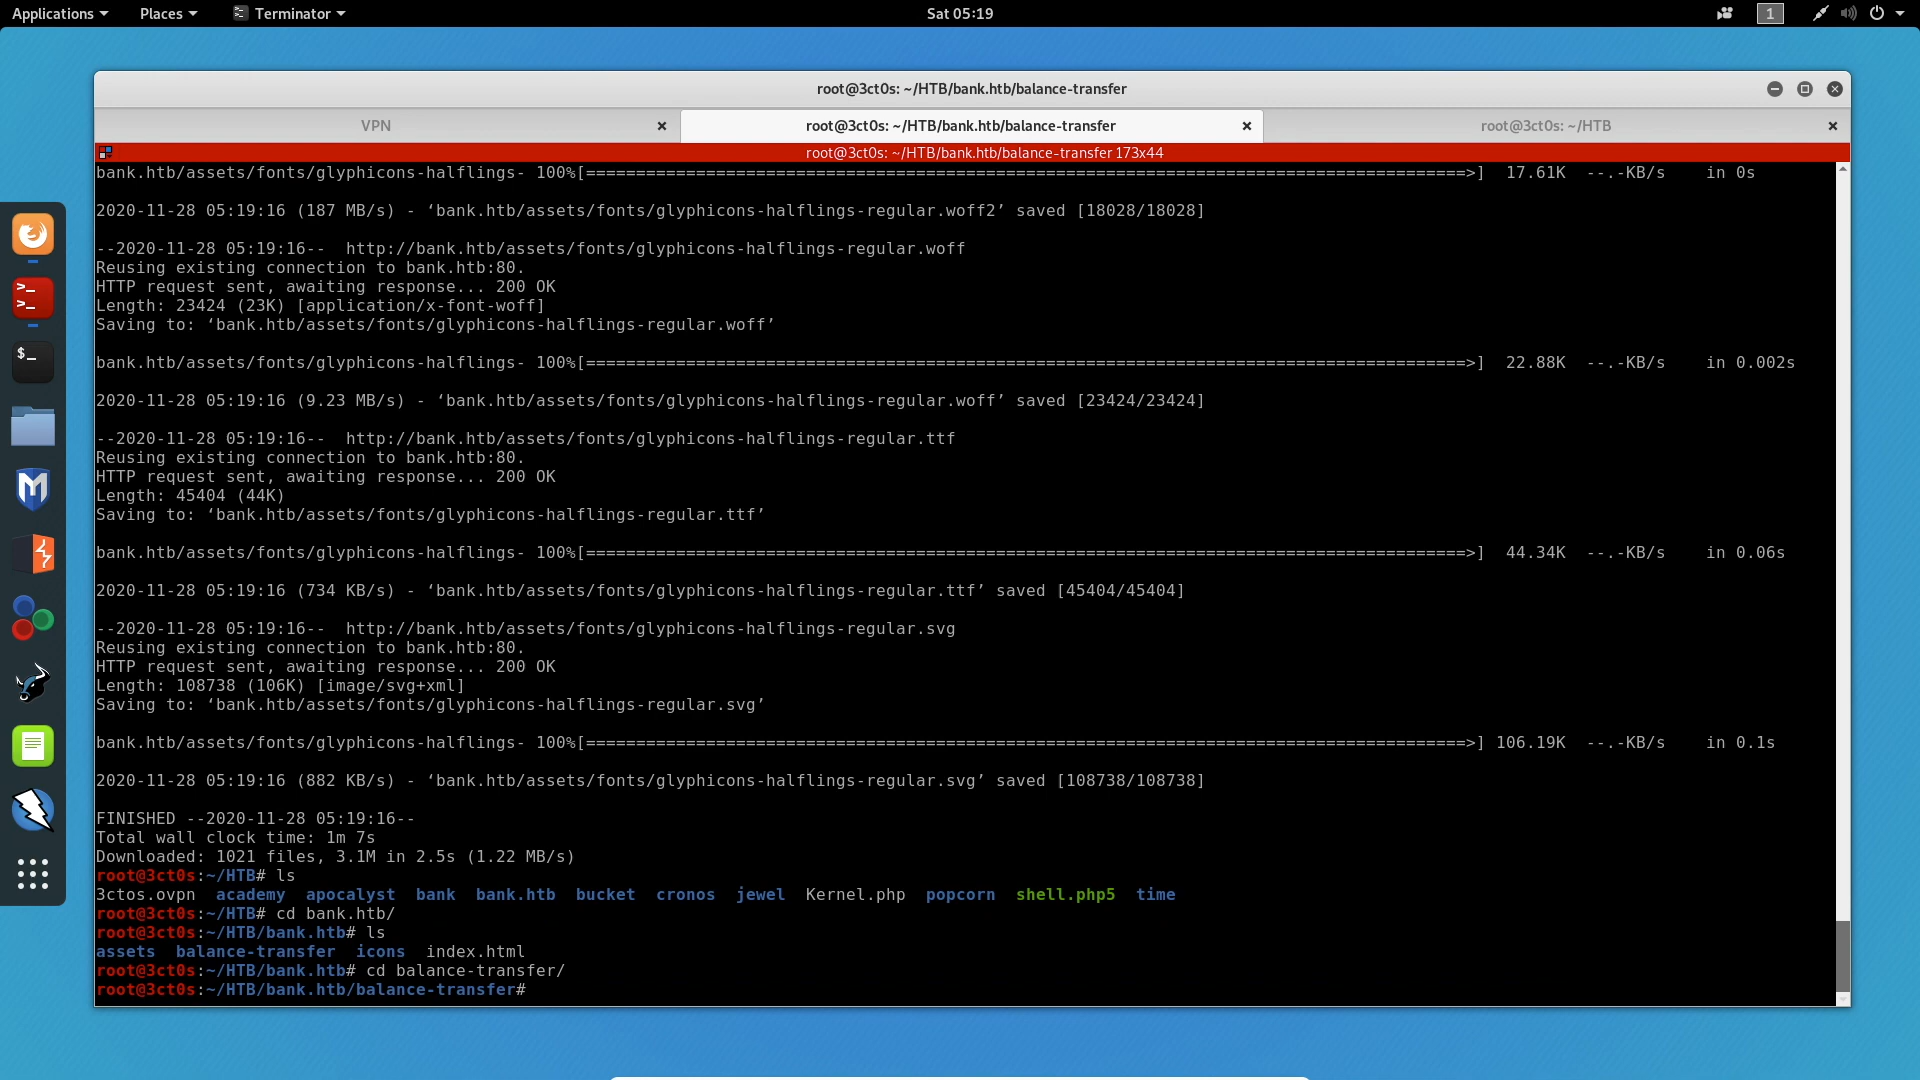 Applications Places Terminator Sat 05:19 1
root@3ct0s: ~/HTB/bank.htb/balance-transfer
VPN root@3ct0s: ~/HTB/bank.htb/balance-transfer root@3ct0s: ~/HTB
root@3ct0s: ~/HTB/bank.htb/balance-transfer 173x44
bank.htb/assets/fonts/glyphicons-halflings- 100%[========================================================================================>] 17.61K --.-KB/s in 0s
2020-11-28 05:19:16 (187 MB/s) - ‘bank.htb/assets/fonts/glyphicons-halflings-regular.woff2’ saved [18028/18028]
--2020-11-28 05:19:16-- http://bank.htb/assets/fonts/glyphicons-halflings-regular.woff
Reusing existing connection to bank.htb:80.
HTTP request sent, awaiting response... 200 OK
Length: 23424 (23K) [application/x-font-woff]
Saving to: ‘bank.htb/assets/fonts/glyphicons-halflings-regular.woff’
bank.htb/assets/fonts/glyphicons-halflings- 100%[========================================================================================>] 22.88K --.-KB/s in 0.002s
2020-11-28 05:19:16 (9.23 MB/s) - ‘bank.htb/assets/fonts/glyphicons-halflings-regular.woff’ saved [23424/23424]
--2020-11-28 05:19:16-- http://bank.htb/assets/fonts/glyphicons-halflings-regular.ttf
Reusing existing connection to bank.htb:80.
HTTP request sent, awaiting response... 200 OK
Length: 45404 (44K)
Saving to: ‘bank.htb/assets/fonts/glyphicons-halflings-regular.ttf’
bank.htb/assets/fonts/glyphicons-halflings- 100%[========================================================================================>] 44.34K --.-KB/s in 0.06s
2020-11-28 05:19:16 (734 KB/s) - ‘bank.htb/assets/fonts/glyphicons-halflings-regular.ttf’ saved [45404/45404]
--2020-11-28 05:19:16-- http://bank.htb/assets/fonts/glyphicons-halflings-regular.svg
Reusing existing connection to bank.htb:80.
HTTP request sent, awaiting response... 200 OK
Length: 108738 (106K) [image/svg+xml]
Saving to: ‘bank.htb/assets/fonts/glyphicons-halflings-regular.svg’
bank.htb/assets/fonts/glyphicons-halflings- 100%[========================================================================================>] 106.19K --.-KB/s in 0.1s
2020-11-28 05:19:16 (882 KB/s) - ‘bank.htb/assets/fonts/glyphicons-halflings-regular.svg’ saved [108738/108738]
FINISHED --2020-11-28 05:19:16--
Total wall clock time: 1m 7s
Downloaded: 1021 files, 3.1M in 2.5s (1.22 MB/s)
root@3ct0s:~/HTB# ls
3ctos.ovpn academy apocalyst bank bank.htb bucket cronos jewel Kernel.php popcorn shell.php5 time
root@3ct0s:~/HTB# cd bank.htb/
root@3ct0s:~/HTB/bank.htb# ls
assets balance-transfer icons index.html
root@3ct0s:~/HTB/bank.htb# cd balance-transfer/
root@3ct0s:~/HTB/bank.htb/balance-transfer#